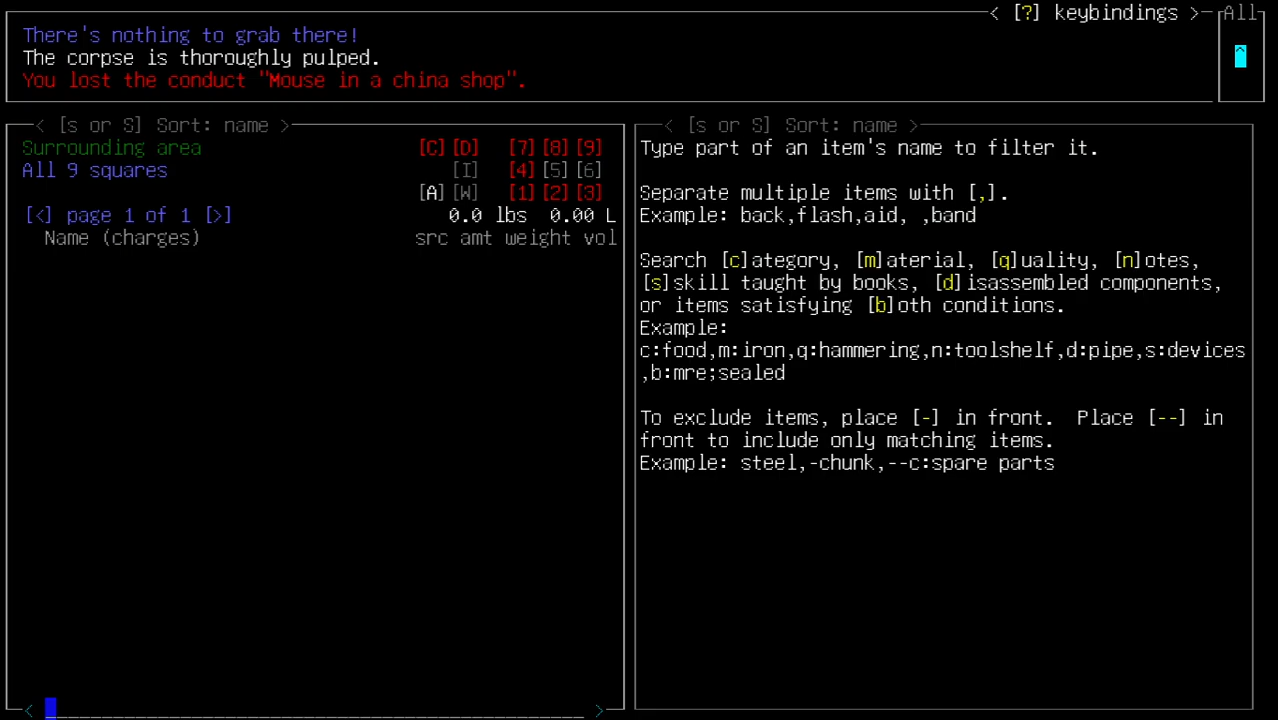 < [?] keybindings >
All
There's nothing to grab there!
The corpse is thoroughly pulped.
^
You lost the conduct "Mouse in a china shop".
< [s or S] Sort: name >
Surrounding area [C] [D] [7] [8] [9]
All 9 squares [I] [4] [5] [6]
[A] [W] [1] [2] [3]
[<] page 1 of 1 [>] 0.0 lbs 0.00 L
Name (charges) src amt weight vol
< >
< [s or S] Sort: name >
Type part of an item's name to filter it.
Separate multiple items with [,].
Example: back,flash,aid, ,band
Search [c]ategory, [m]aterial, [q]uality, [n]otes,
[s]skill taught by books, [d]isassembled components,
or items satisfying [b]oth conditions.
Example:
c:food,m:iron,q:hammering,n:toolshelf,d:pipe,s:devices
,b:mre;sealed
To exclude items, place [-] in front.  Place [--] in
front to include only matching items.
Example: steel,-chunk,--c:spare parts